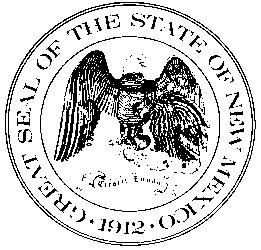 GREAT SEAL OF THE STATE OF NEW MEXICO
· 1912 ·